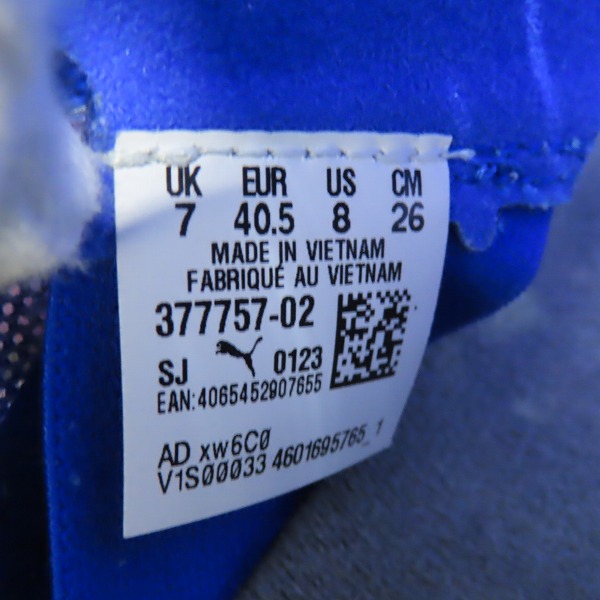 UK EUR US CM
7 40.5 8 26
MADE IN VIETNAM
FABRIQUÉ AU VIETNAM
377757-02
SJ 0123
EAN:4065452907655
AD xw6C0
V1S00033 4601695765_1